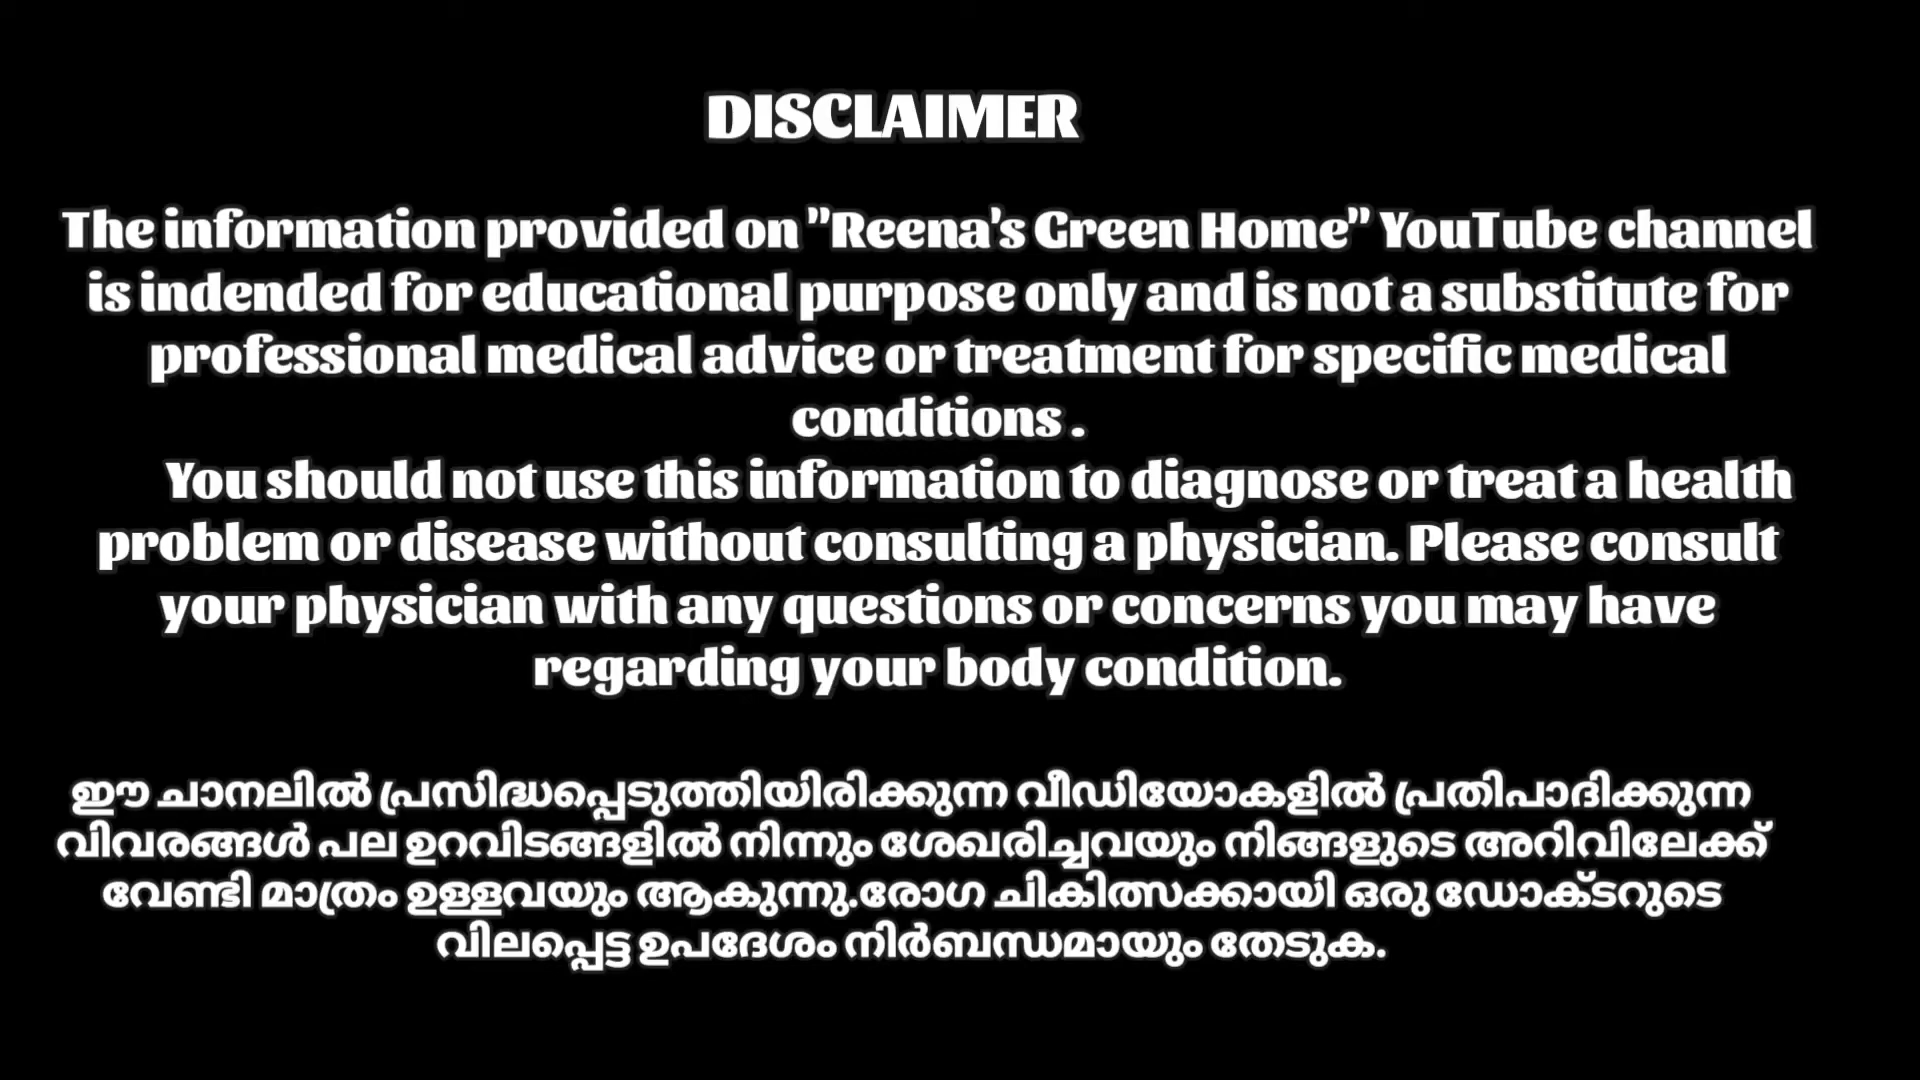 DISCLAIMER
The information provided on "Reena's Green Home" YouTube channel
is indended for educational purpose only and is not a substitute for
professional medical advice or treatment for specific medical
conditions .
You should not use this information to diagnose or treat a health
problem or disease without consulting a physician. Please consult
your physician with any questions or concerns you may have
regarding your body condition.
ഈ ചാനലിൽ പ്രസിദ്ധപ്പെടുത്തിയിരിക്കുന്ന വീഡിയോകളിൽ പ്രതിപാദിക്കുന്ന
വിവരങ്ങൾ പല ഉറവിടങ്ങളിൽ നിന്നും ശേഖരിച്ചവയും നിങ്ങളുടെ അറിവിലേക്ക്
വേണ്ടി മാത്രം ഉള്ളവയും ആകുന്നു.രോഗ ചികിത്സക്കായി ഒരു ഡോക്ടറുടെ
വിലപ്പെട്ട ഉപദേശം നിർബന്ധമായും തേടുക.